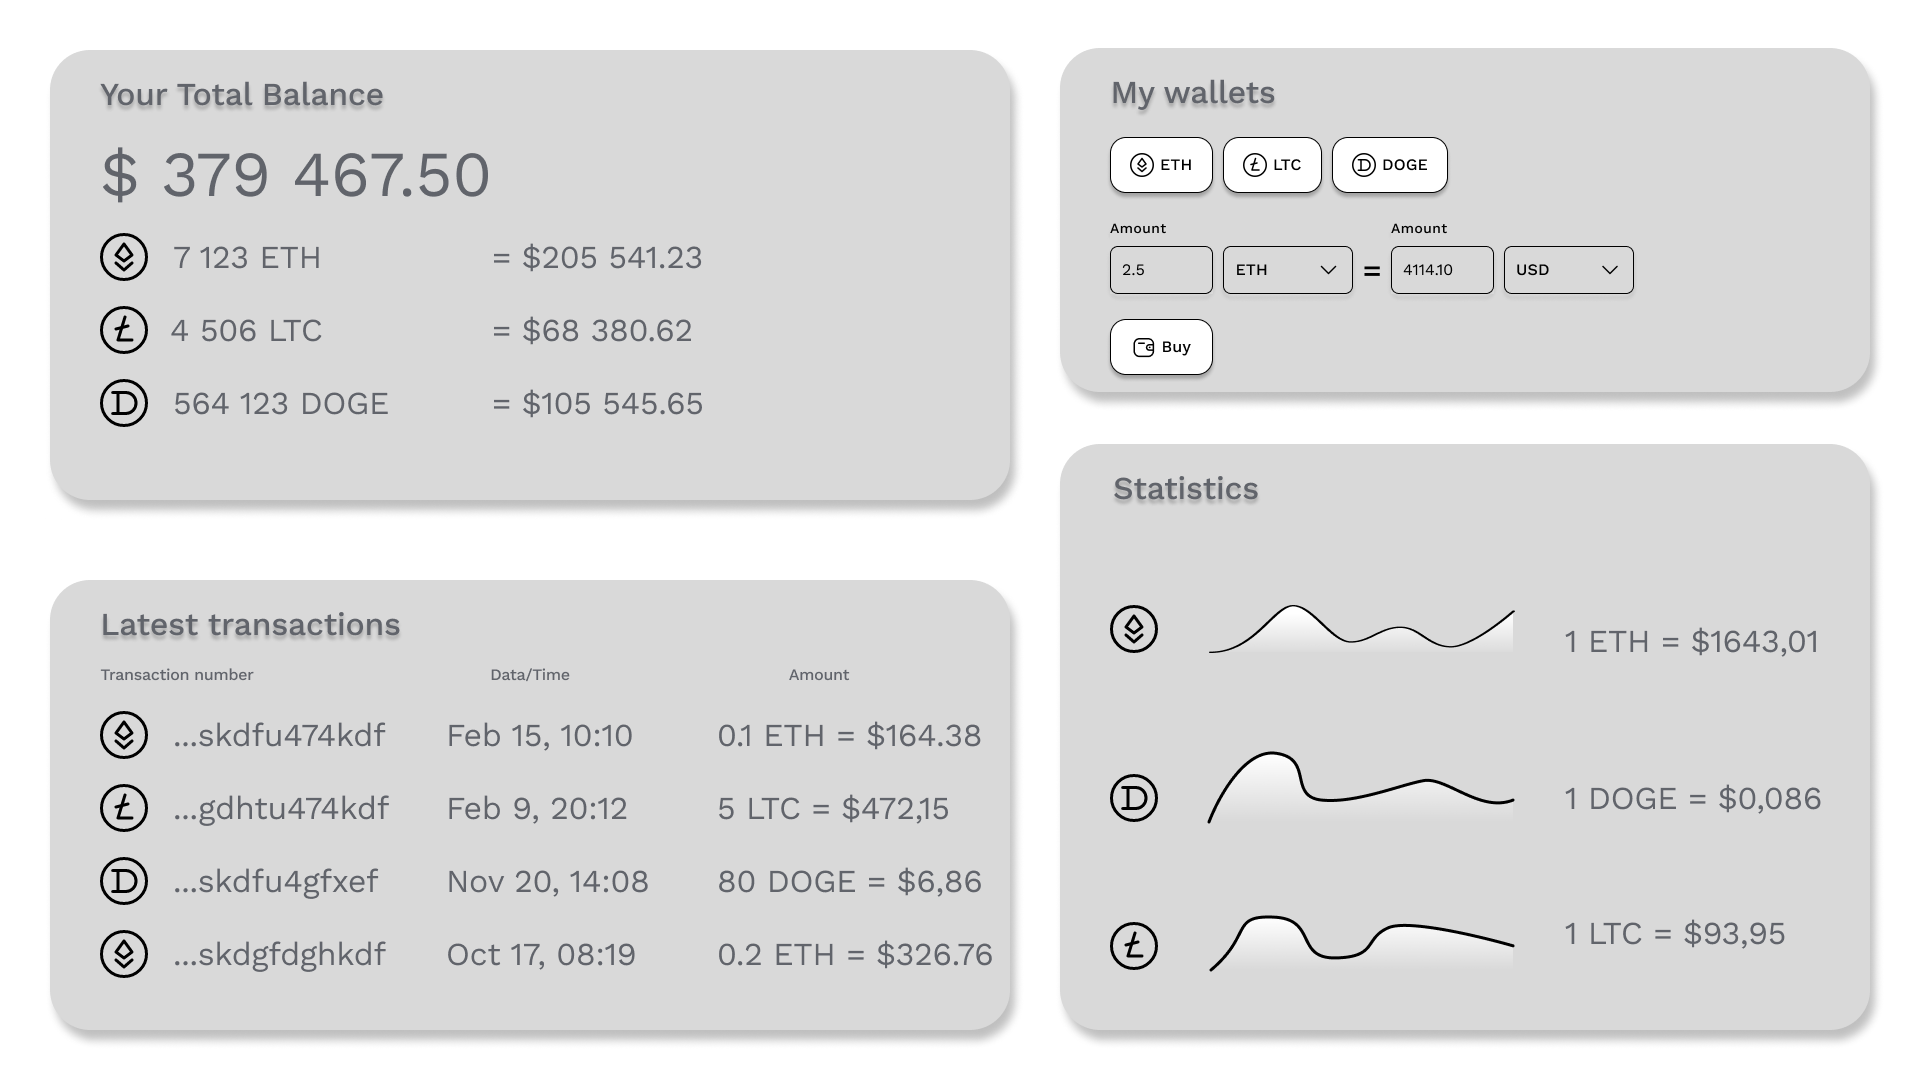 Your Total Balance
$ 379 467.50
7 123 ETH = $205 541.23
4 506 LTC = $68 380.62
564 123 DOGE = $105 545.65
Latest transactions
Transaction number Data/Time Amount
...skdfu474kdf Feb 15, 10:10 0.1 ETH = $164.38
...gdhtu474kdf Feb 9, 20:12 5 LTC = $472,15
...skdfu4gfxef Nov 20, 14:08 80 DOGE = $6,86
...skdgfdghkdf Oct 17, 08:19 0.2 ETH = $326.76
My wallets
ETH LTC DOGE
Amount Amount
2.5 ETH = 4114.10 USD
Buy
Statistics
1 ETH = $1643,01
1 DOGE = $0,086
1 LTC = $93,95